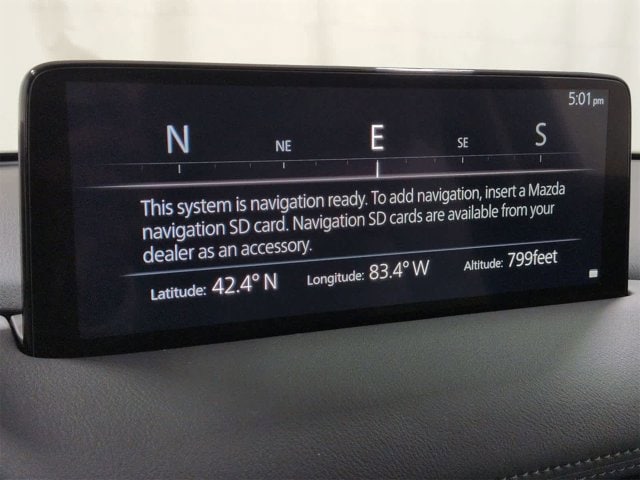 5:01 pm
N NE E SE S
This system is navigation ready. To add navigation, insert a Mazda
navigation SD card. Navigation SD cards are available from your
dealer as an accessory.
Latitude: 42.4° N Longitude: 83.4° W Altitude: 799feet